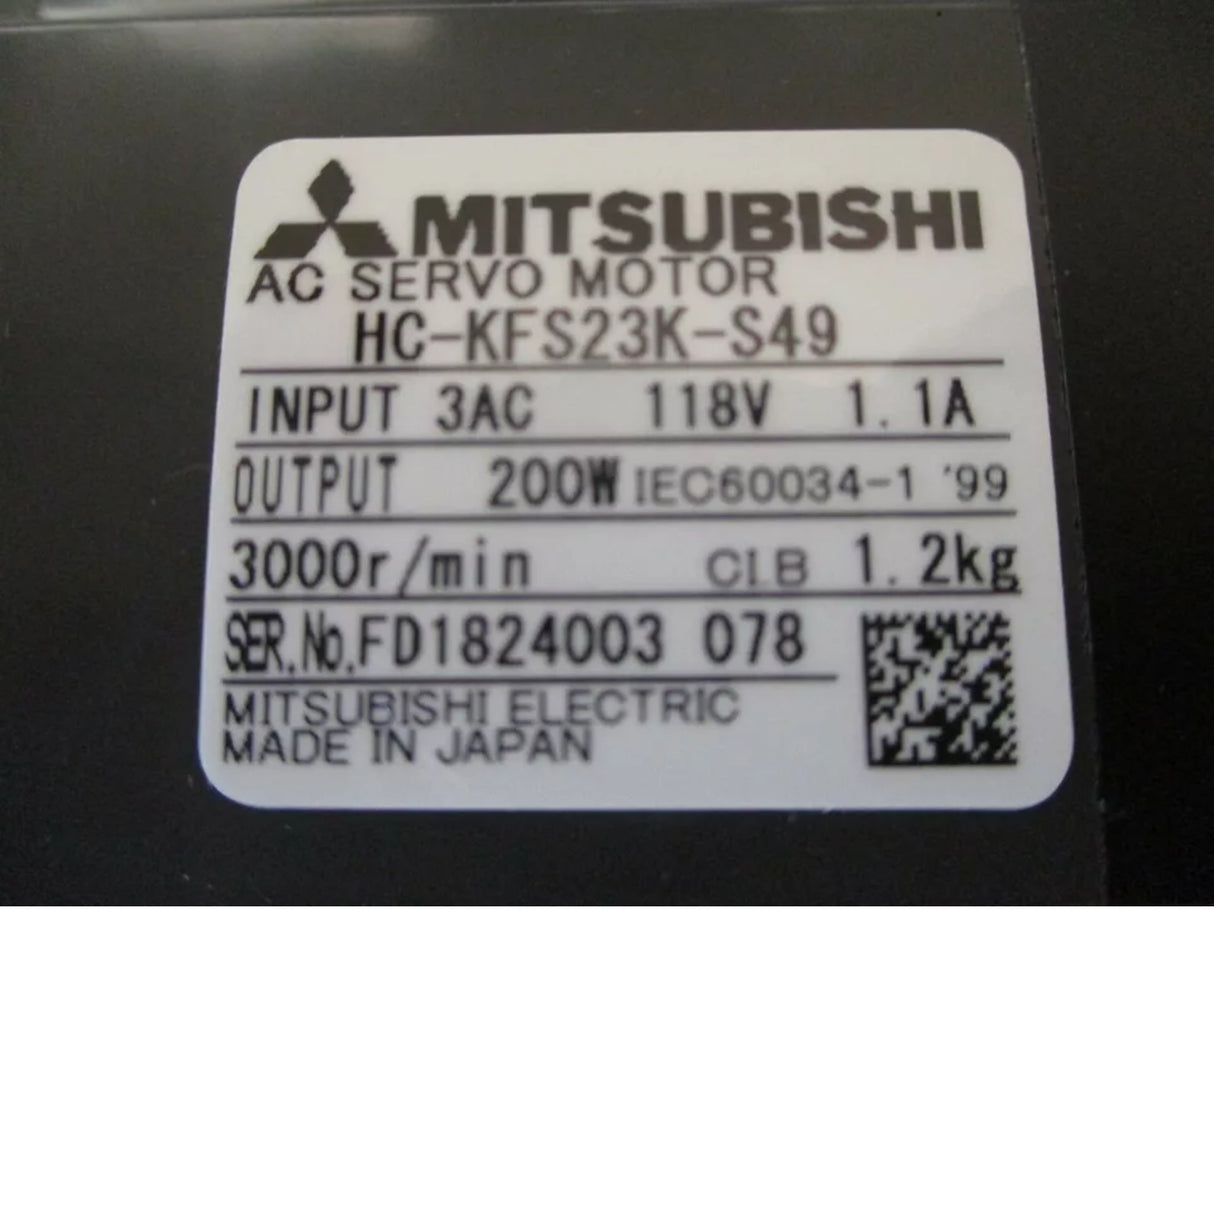 MITSUBISHI
AC SERVO MOTOR
HC-KFS23K-S49
INPUT 3AC 118V 1.1A
OUTPUT 200W IEC60034-1 '99
3000r/min CI.B 1.2kg
SER.No.FD1824003 078
MITSUBISHI ELECTRIC
MADE IN JAPAN